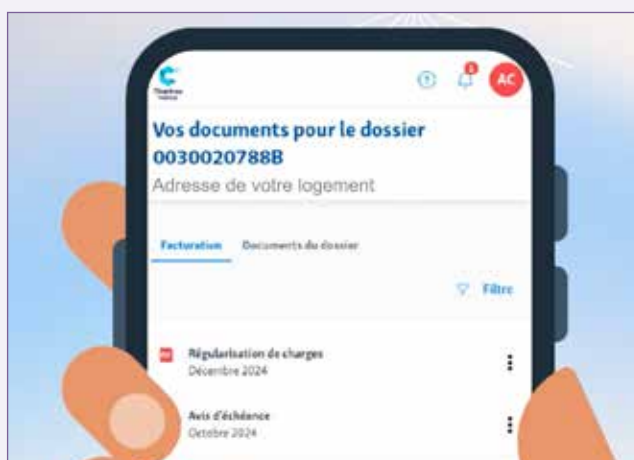 1
AC
Vos documents pour le dossier
0030020788B
Adresse de votre logement
Facturation Documents du dossier
Filtre
Régularisation de charges
Décembre 2024
Avis d'échéance
Octobre 2024